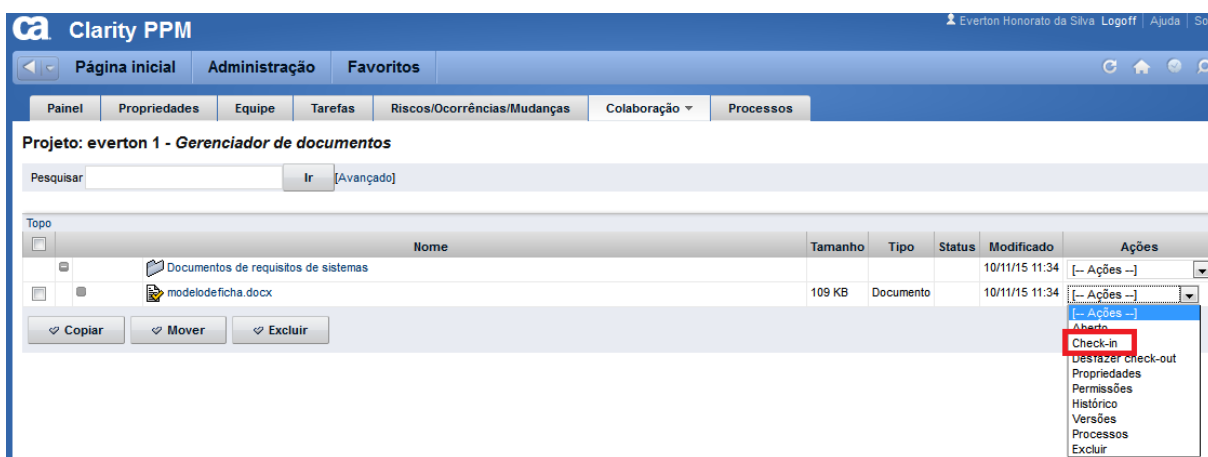 ca Clarity PPM
Everton Honorato da Silva Logoff | Ajuda | So
Página inicial Administração Favoritos
Painel Propriedades Equipe Tarefas Riscos/Ocorrências/Mudanças Colaboração Processos
Projeto: everton 1 - Gerenciador de documentos
Pesquisar Ir [Avançado]
Topo
Nome Tamanho Tipo Status Modificado Ações
Documentos de requisitos de sistemas 10/11/15 11:34 [-- Ações --]
modelodeficha.docx 109 KB Documento 10/11/15 11:34 [-- Ações --]
Copiar Mover Excluir
[-- Ações --]
Aberto
Check-in
Desfazer check-out
Propriedades
Permissões
Histórico
Versões
Processos
Excluir